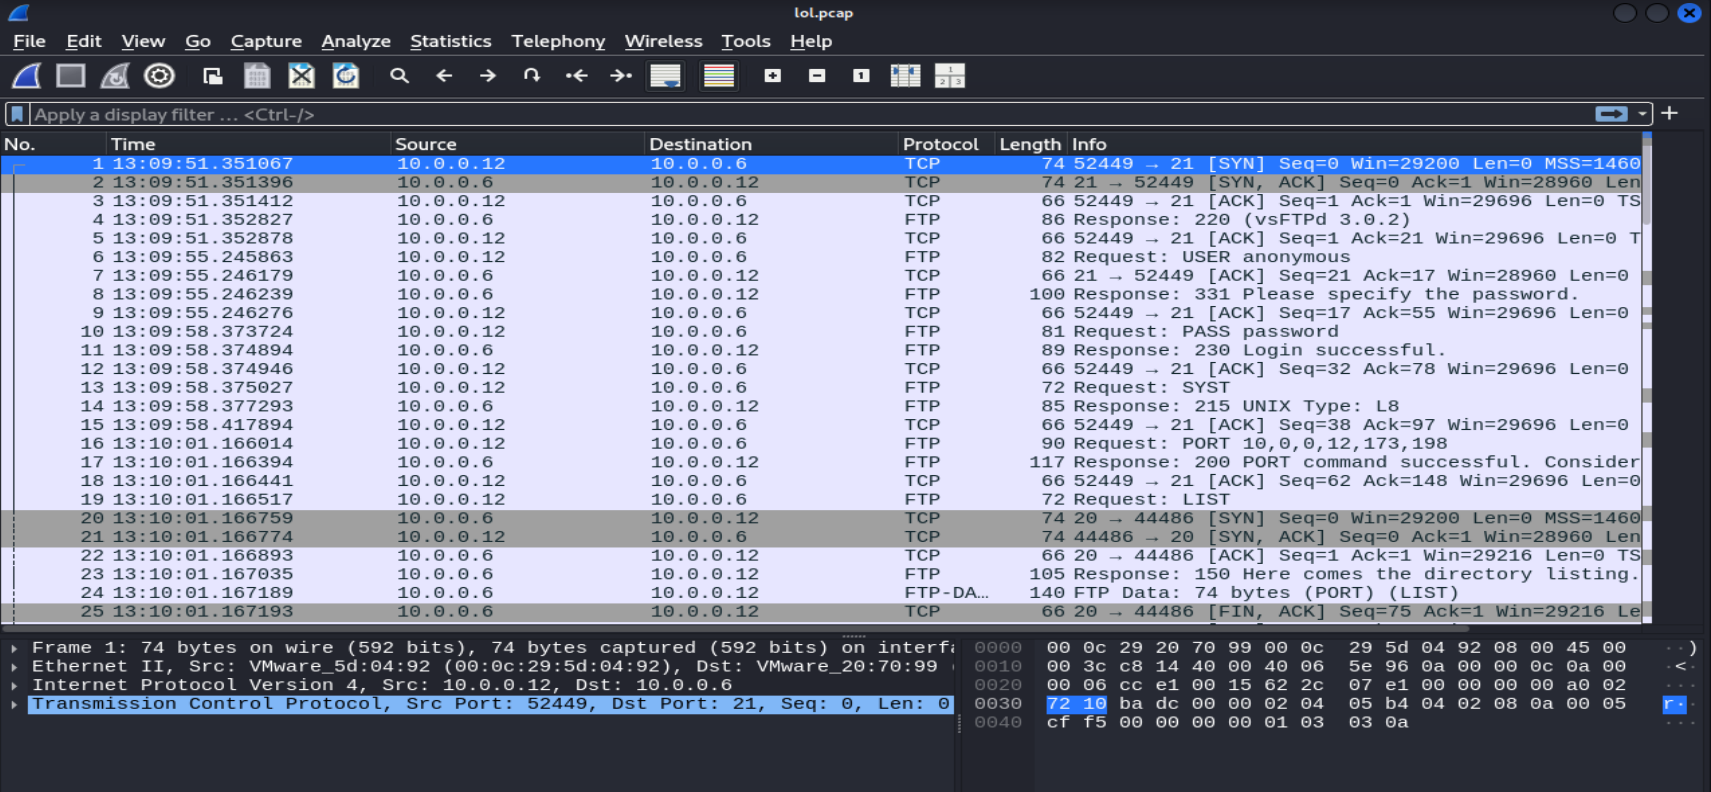 lol.pcap
File Edit View Go Capture Analyze Statistics Telephony Wireless Tools Help
Apply a display filter … <Ctrl-/>
No. Time Source Destination Protocol Length Info
1 13:09:51.351067 10.0.0.12 10.0.0.6 TCP 74 52449 → 21 [SYN] Seq=0 Win=29200 Len=0 MSS=1460
2 13:09:51.351396 10.0.0.6 10.0.0.12 TCP 74 21 → 52449 [SYN, ACK] Seq=0 Ack=1 Win=28960 Len
3 13:09:51.351412 10.0.0.12 10.0.0.6 TCP 66 52449 → 21 [ACK] Seq=1 Ack=1 Win=29696 Len=0 TS
4 13:09:51.352827 10.0.0.6 10.0.0.12 FTP 86 Response: 220 (vsFTPd 3.0.2)
5 13:09:51.352878 10.0.0.12 10.0.0.6 TCP 66 52449 → 21 [ACK] Seq=1 Ack=21 Win=29696 Len=0 T
6 13:09:55.245863 10.0.0.12 10.0.0.6 FTP 82 Request: USER anonymous
7 13:09:55.246179 10.0.0.6 10.0.0.12 TCP 66 21 → 52449 [ACK] Seq=21 Ack=17 Win=28960 Len=0
8 13:09:55.246239 10.0.0.6 10.0.0.12 FTP 100 Response: 331 Please specify the password.
9 13:09:55.246276 10.0.0.12 10.0.0.6 TCP 66 52449 → 21 [ACK] Seq=17 Ack=55 Win=29696 Len=0
10 13:09:58.373724 10.0.0.12 10.0.0.6 FTP 81 Request: PASS password
11 13:09:58.374894 10.0.0.6 10.0.0.12 FTP 89 Response: 230 Login successful.
12 13:09:58.374946 10.0.0.12 10.0.0.6 TCP 66 52449 → 21 [ACK] Seq=32 Ack=78 Win=29696 Len=0
13 13:09:58.375027 10.0.0.12 10.0.0.6 FTP 72 Request: SYST
14 13:09:58.377293 10.0.0.6 10.0.0.12 FTP 85 Response: 215 UNIX Type: L8
15 13:09:58.417894 10.0.0.12 10.0.0.6 TCP 66 52449 → 21 [ACK] Seq=38 Ack=97 Win=29696 Len=0
16 13:10:01.166014 10.0.0.12 10.0.0.6 FTP 90 Request: PORT 10,0,0,12,173,198
17 13:10:01.166394 10.0.0.6 10.0.0.12 FTP 117 Response: 200 PORT command successful. Consider
18 13:10:01.166441 10.0.0.12 10.0.0.6 TCP 66 52449 → 21 [ACK] Seq=62 Ack=148 Win=29696 Len=0
19 13:10:01.166517 10.0.0.12 10.0.0.6 FTP 72 Request: LIST
20 13:10:01.166759 10.0.0.6 10.0.0.12 TCP 74 20 → 44486 [SYN] Seq=0 Win=29200 Len=0 MSS=1460
21 13:10:01.166774 10.0.0.12 10.0.0.6 TCP 74 44486 → 20 [SYN, ACK] Seq=0 Ack=1 Win=28960 Len
22 13:10:01.166893 10.0.0.6 10.0.0.12 TCP 66 20 → 44486 [ACK] Seq=1 Ack=1 Win=29216 Len=0 TS
23 13:10:01.167035 10.0.0.6 10.0.0.12 FTP 105 Response: 150 Here comes the directory listing.
24 13:10:01.167189 10.0.0.6 10.0.0.12 FTP-DA… 140 FTP Data: 74 bytes (PORT) (LIST)
25 13:10:01.167193 10.0.0.6 10.0.0.12 TCP 66 20 → 44486 [FIN, ACK] Seq=75 Ack=1 Win=29216 Le
Frame 1: 74 bytes on wire (592 bits), 74 bytes captured (592 bits) on interfa
Ethernet II, Src: VMware_5d:04:92 (00:0c:29:5d:04:92), Dst: VMware_20:70:99
Internet Protocol Version 4, Src: 10.0.0.12, Dst: 10.0.0.6
Transmission Control Protocol, Src Port: 52449, Dst Port: 21, Seq: 0, Len: 0
0000 00 0c 29 20 70 99 00 0c 29 5d 04 92 08 00 45 00 ··)
0010 00 3c c8 14 40 00 40 06 5e 96 0a 00 00 0c 0a 00 ·<·
0020 00 06 cc e1 00 15 62 2c 07 e1 00 00 00 00 a0 02 ···
0030 72 10 ba dc 00 00 02 04 05 b4 04 02 08 0a 00 05 r··
0040 cf f5 00 00 00 00 01 03 03 0a ···